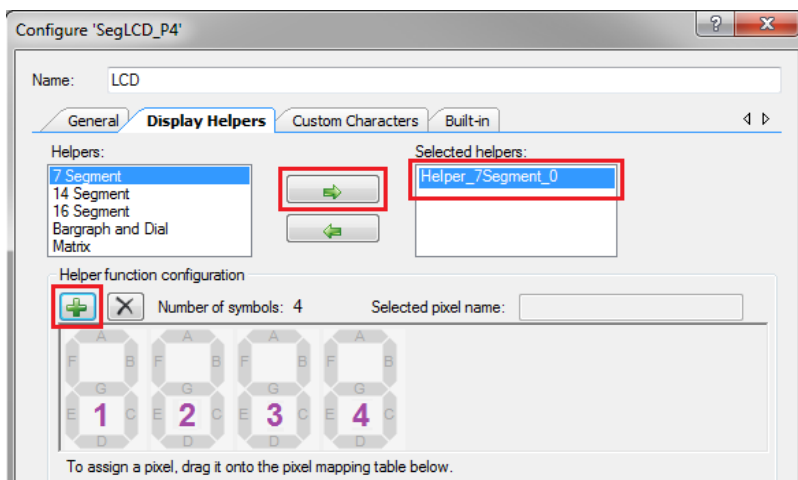 Configure 'SegLCD_P4'
Name: LCD
General Display Helpers Custom Characters Built-in
Helpers: Selected helpers:
7 Segment Helper_7Segment_0
14 Segment
16 Segment
Bargraph and Dial
Matrix
Helper function configuration
Number of symbols: 4 Selected pixel name:
A A A A
F B F B F B F B
G G G G
E 1 C E 2 C E 3 C E 4 C
D D D D
To assign a pixel, drag it onto the pixel mapping table below.